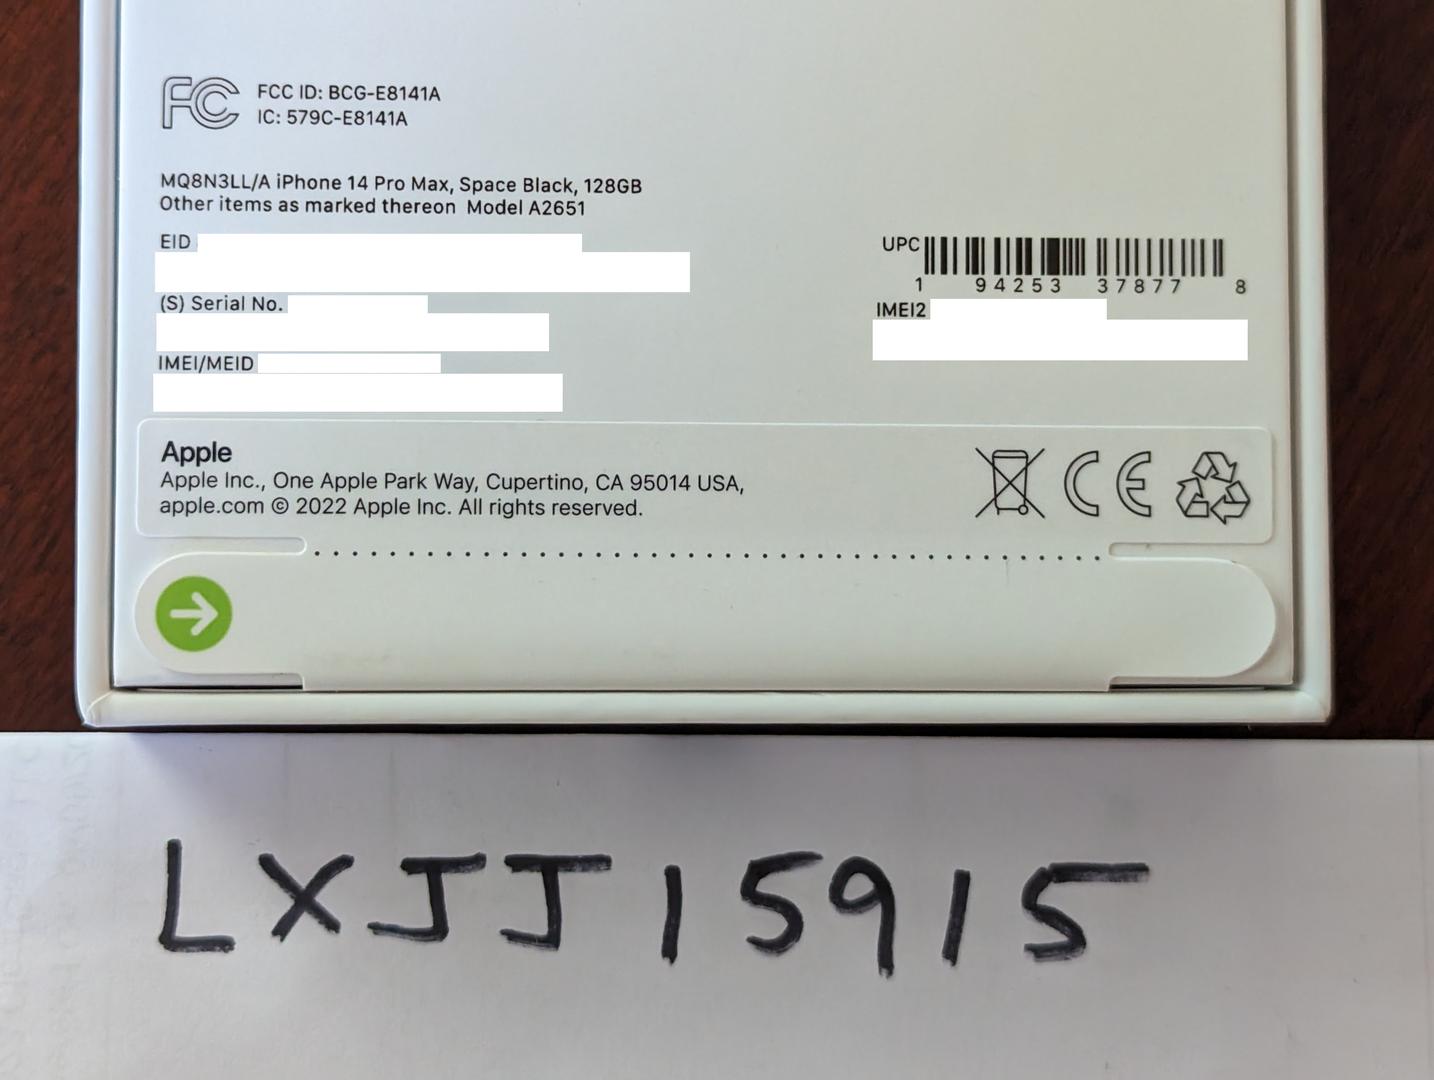 FC FCC ID: BCG-E8141A
IC: 579C-E8141A
MQ8N3LL/A iPhone 14 Pro Max, Space Black, 128GB
Other items as marked thereon Model A2651
EID
UPC
1 94253 37877 8
(S) Serial No.
IMEI2
IMEI/MEID
Apple
Apple Inc., One Apple Park Way, Cupertino, CA 95014 USA,
apple.com © 2022 Apple Inc. All rights reserved.
CE
LXJJ15915